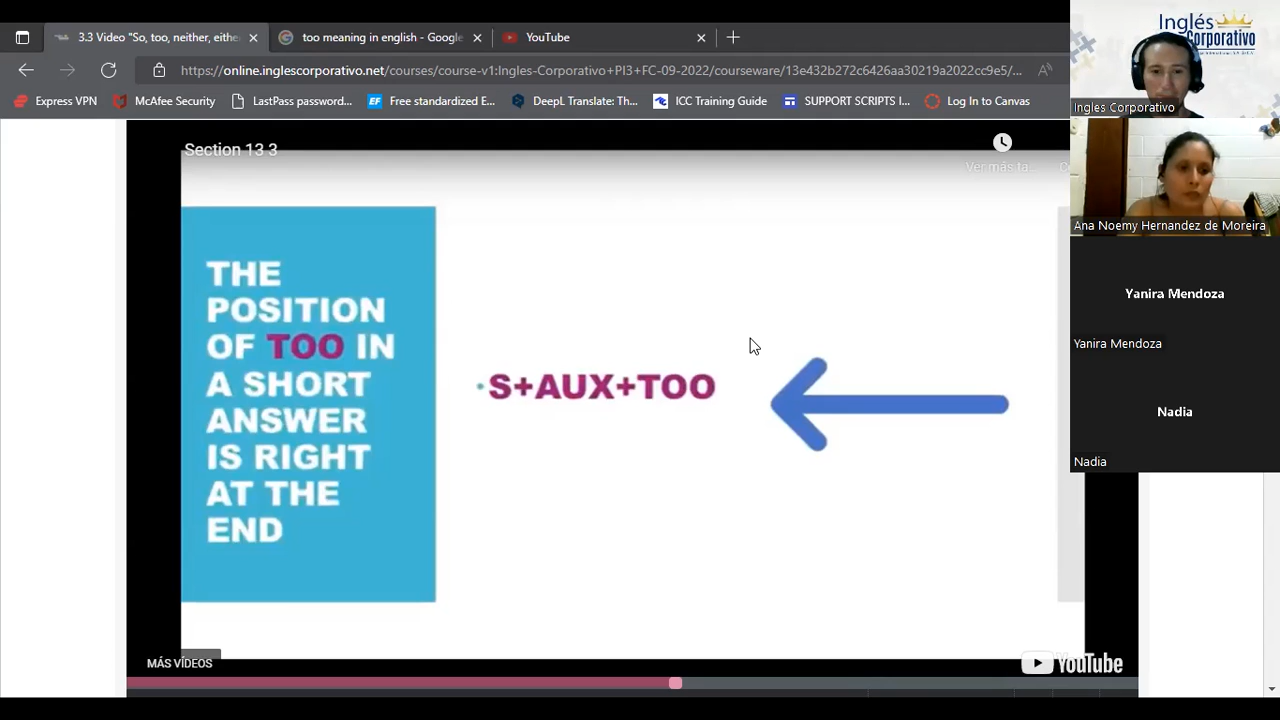 3.3 Video "So, too, neither, eithe
too meaning in english - Google
YouTube
https://online.inglescorporativo.net/courses/course-v1:Ingles-Corporativo+PI3+FC-09-2022/courseware/13e432b272c6426aa30219a2022cc9e5/...
Express VPN
McAfee Security
LastPass password...
Free standardized E...
DeepL Translate: Th...
ICC Training Guide
SUPPORT SCRIPTS I...
Log In to Canvas
Section 13 3
Ver más ta...
THE
POSITION
OF TOO IN
A SHORT
ANSWER
IS RIGHT
AT THE
END
•S+AUX+TOO
MÁS VÍDEOS
YouTube
Inglés
Corporativo
Ingles Corporativo
Ana Noemy Hernandez de Moreira
Yanira Mendoza
Yanira Mendoza
Nadia
Nadia